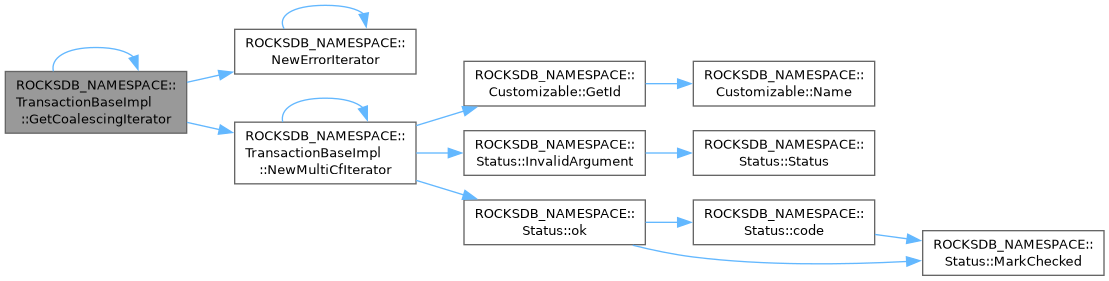 ROCKSDB_NAMESPACE::
TransactionBaseImpl
::GetCoalescingIterator
ROCKSDB_NAMESPACE::
NewErrorIterator
ROCKSDB_NAMESPACE::
TransactionBaseImpl
::NewMultiCfIterator
ROCKSDB_NAMESPACE::
Customizable::GetId
ROCKSDB_NAMESPACE::
Customizable::Name
ROCKSDB_NAMESPACE::
Status::InvalidArgument
ROCKSDB_NAMESPACE::
Status::Status
ROCKSDB_NAMESPACE::
Status::ok
ROCKSDB_NAMESPACE::
Status::code
ROCKSDB_NAMESPACE::
Status::MarkChecked